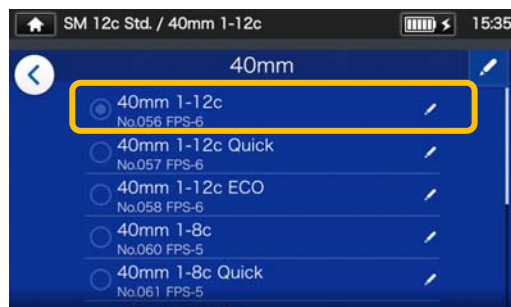 SM 12c Std. / 40mm 1-12c 15:35
40mm
40mm 1-12c
No.056 FPS-6
40mm 1-12c Quick
No.057 FPS-6
40mm 1-12c ECO
No.058 FPS-6
40mm 1-8c
No.060 FPS-5
40mm 1-8c Quick
No.061 FPS-5